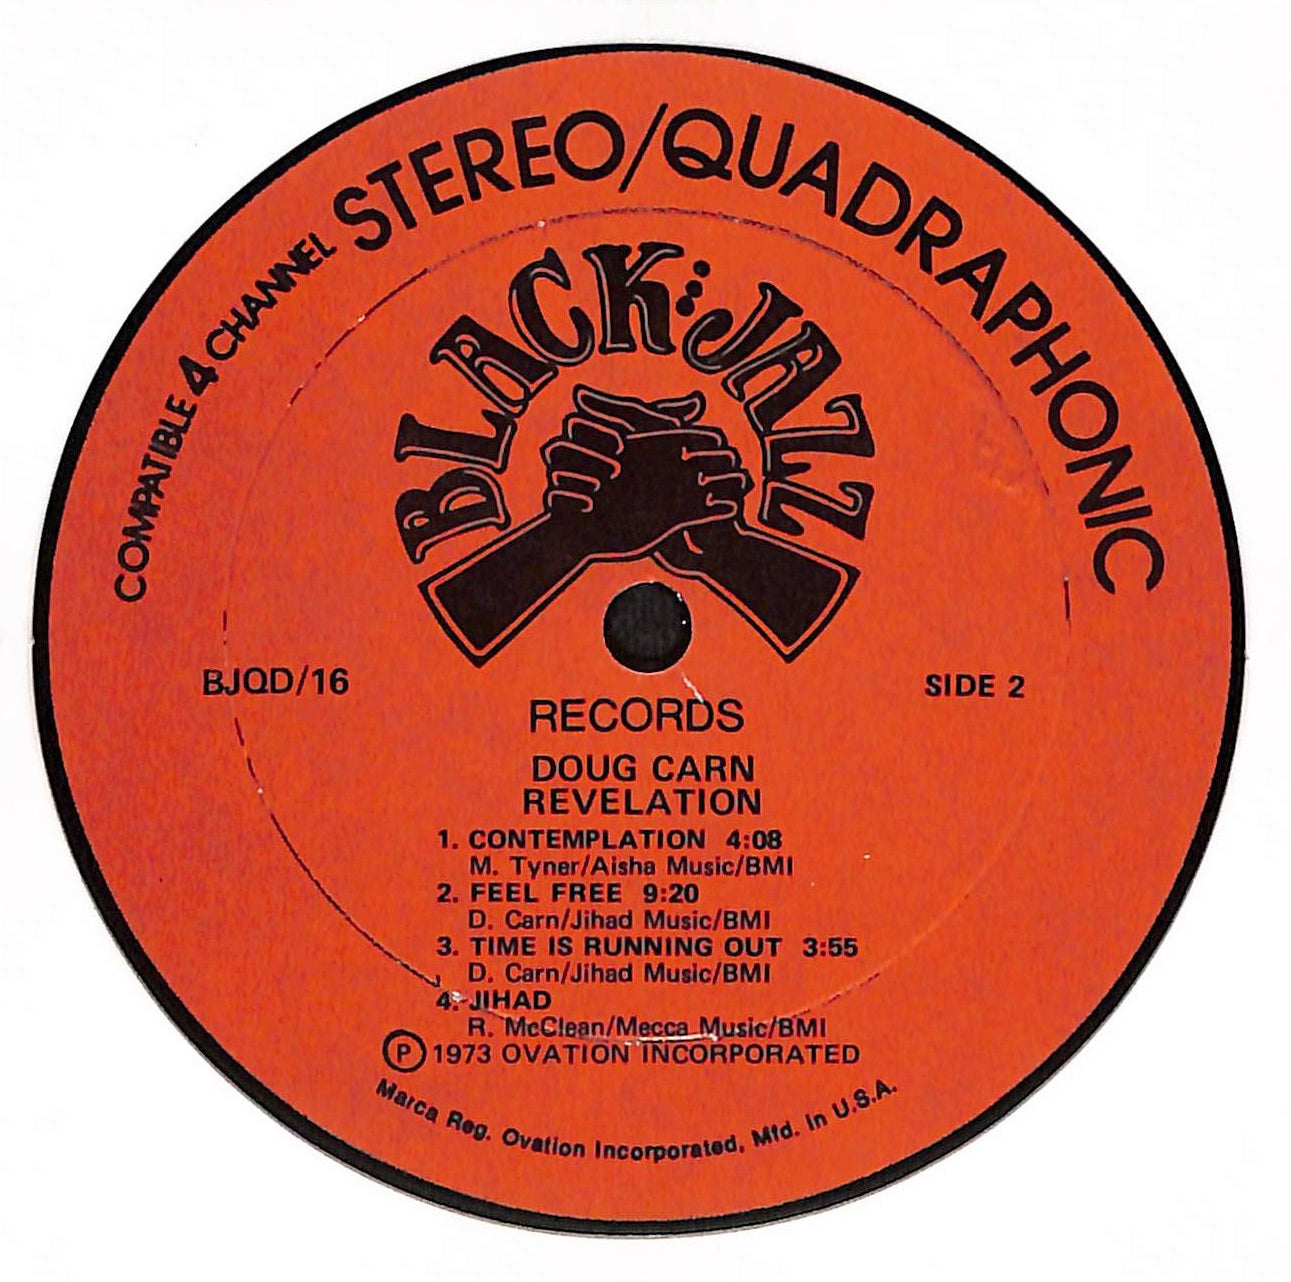 COMPATIBLE 4 CHANNEL STEREO/QUADRAPHONIC
BLACK JAZZ
BJQD/16
SIDE 2
RECORDS
DOUG CARN
REVELATION
1. CONTEMPLATION 4:08
M. Tyner/Aisha Music/BMI
2. FEEL FREE 9:20
D. Carn/Jihad Music/BMI
3. TIME IS RUNNING OUT 3:55
D. Carn/Jihad Music/BMI
4. JIHAD
R. McClean/Mecca Music/BMI
Ⓟ 1973 OVATION INCORPORATED
Marca Reg. Ovation Incorporated, Mfd. in U.S.A.